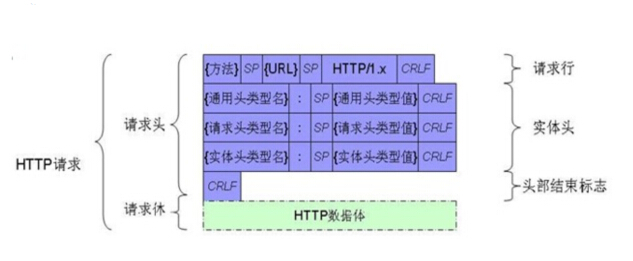 {方法} SP {URL} SP HTTP/1.x CRLF 请求行
{通用头类型名} : SP {通用头类型值} CRLF
请求头 {请求头类型名} : SP {请求头类型值} CRLF 实体头
{实体头类型名} : SP {实体头类型值} CRLF
HTTP请求
CRLF 头部结束标志
请求休 HTTP数据体